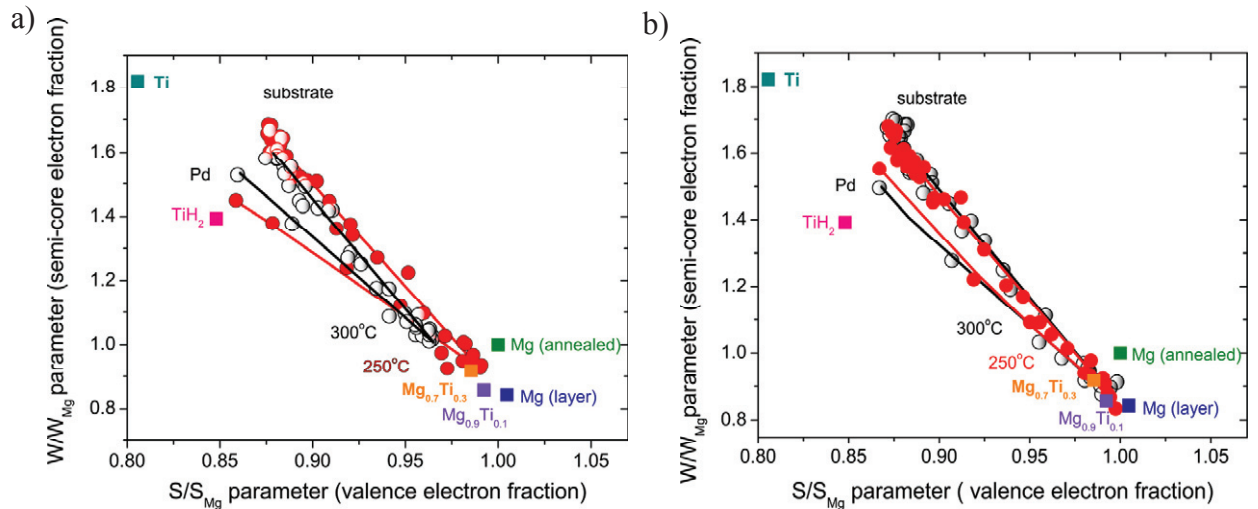 a)
W/W_Mg parameter (semi-core electron fraction)
1.8
1.6
1.4
1.2
1.0
0.8
Ti
substrate
Pd
TiH₂
300°C
250°C
Mg (annealed)
Mg₀.₇Ti₀.₃
Mg₀.₉Ti₀.₁
Mg (layer)
0.80
0.85
0.90
0.95
1.00
1.05
S/S_Mg parameter (valence electron fraction)
b)
W/W_Mg parameter (semi-core electron fraction)
1.8
1.6
1.4
1.2
1.0
0.8
Ti
substrate
Pd
TiH₂
300°C
250°C
Mg (annealed)
Mg₀.₇Ti₀.₃
Mg₀.₉Ti₀.₁
Mg (layer)
0.80
0.85
0.90
0.95
1.00
1.05
S/S_Mg parameter ( valence electron fraction)